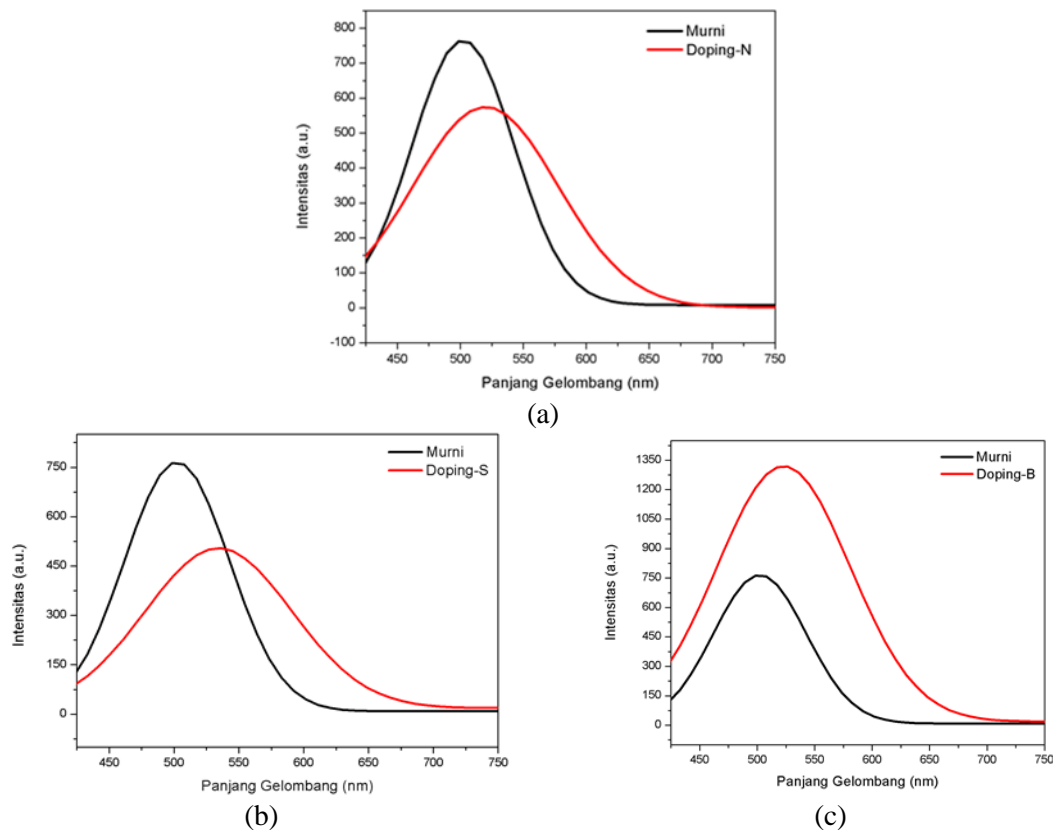 800
700
600
500
400
300
200
100
0
-100
Intensitas (a.u.)
Murni
Doping-N
450 500 550 600 650 700 750
Panjang Gelombang (nm)
(a)
750
600
450
300
150
0
Intensitas (a.u.)
Murni
Doping-S
450 500 550 600 650 700 750
Panjang Gelombang (nm)
(b)
1350
1200
1050
900
750
600
450
300
150
0
Intensitas (a.u.)
Murni
Doping-B
450 500 550 600 650 700 750
Panjang Gelombang (nm)
(c)